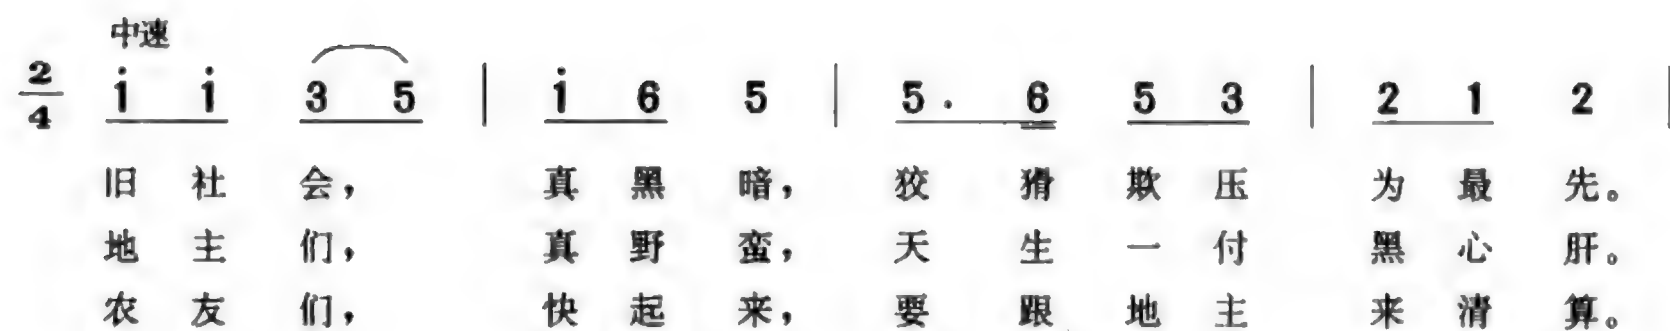 中速
2/4 i i 3 5 | i 6 5 | 5. 6 5 3 | 2 1 2 |
旧社会，真黑暗，狡猾欺压为最先。
地主们，真野蛮，天生一付黑心肝。
农友们，快起来，要跟地主来清算。